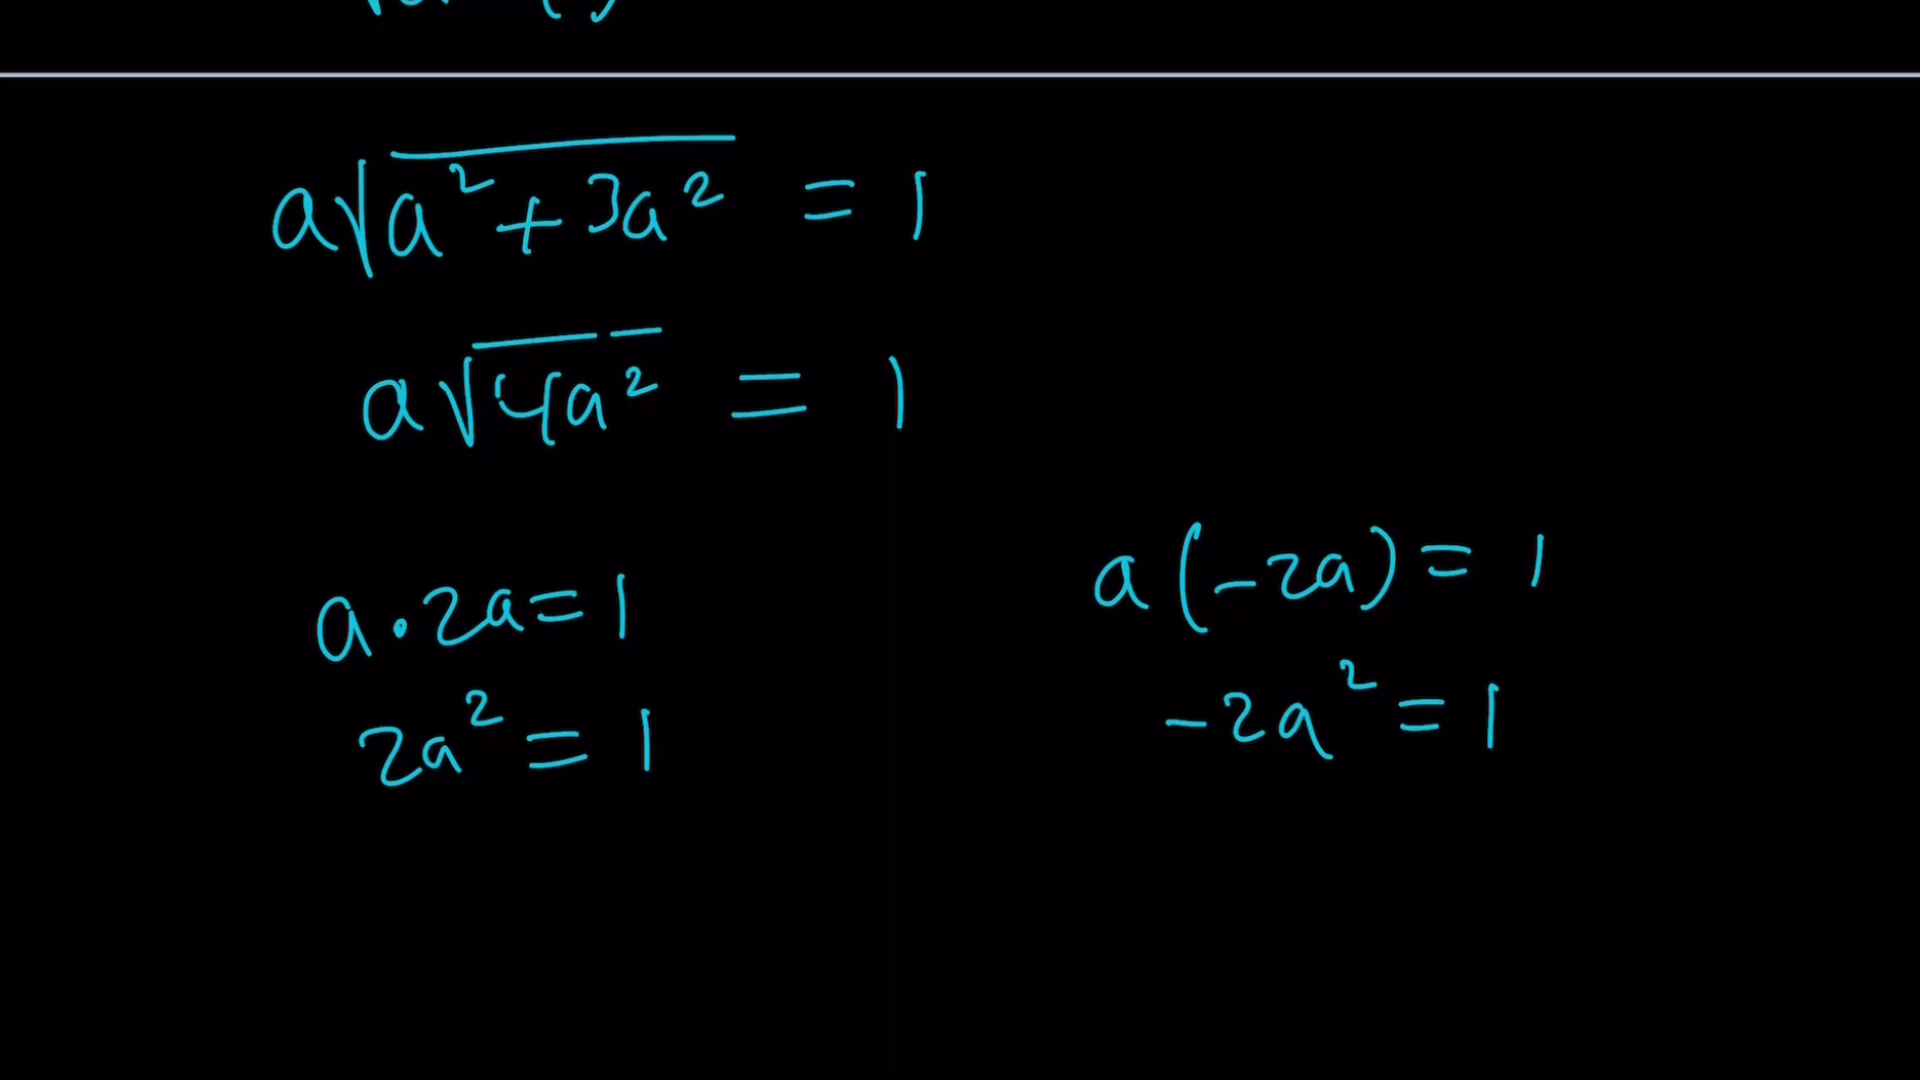 a√(a² + 3a²) = 1
a√(4a²) = 1
a · 2a = 1
2a² = 1
a(-2a) = 1
-2a² = 1